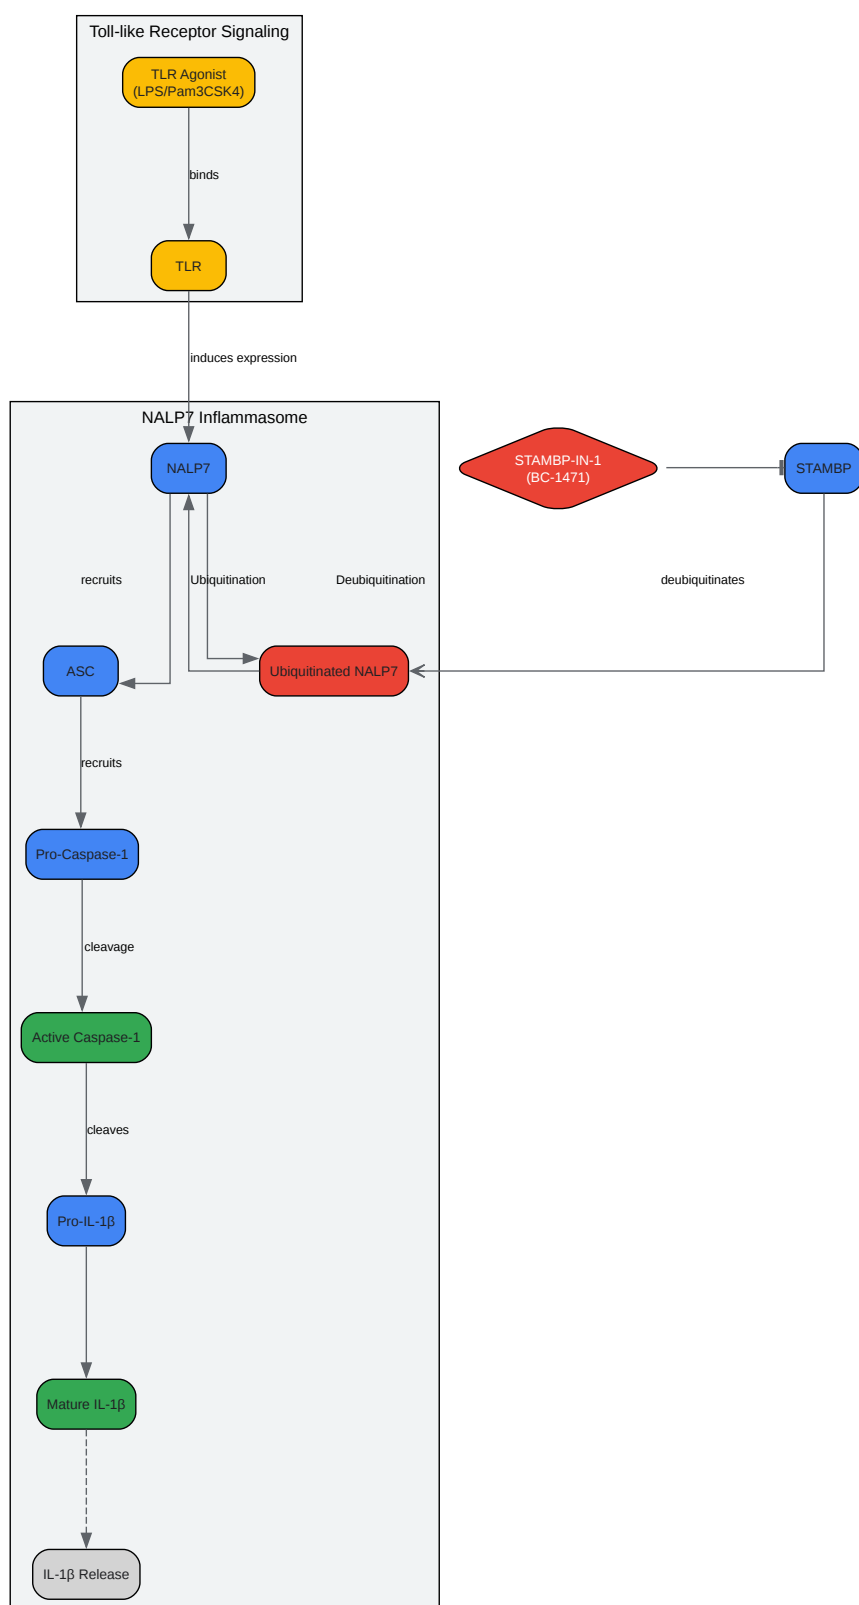 Toll-like Receptor Signaling
TLR Agonist
(LPS/Pam3CSK4)
binds
TLR
induces expression
NALP7 Inflammasome
NALP7
STAMBP-IN-1
(BC-1471)
STAMBP
recruits
Ubiquitination
Deubiquitination
deubiquitinates
ASC
Ubiquitinated NALP7
recruits
Pro-Caspase-1
cleavage
Active Caspase-1
cleaves
Pro-IL-1β
Mature IL-1β
IL-1β Release